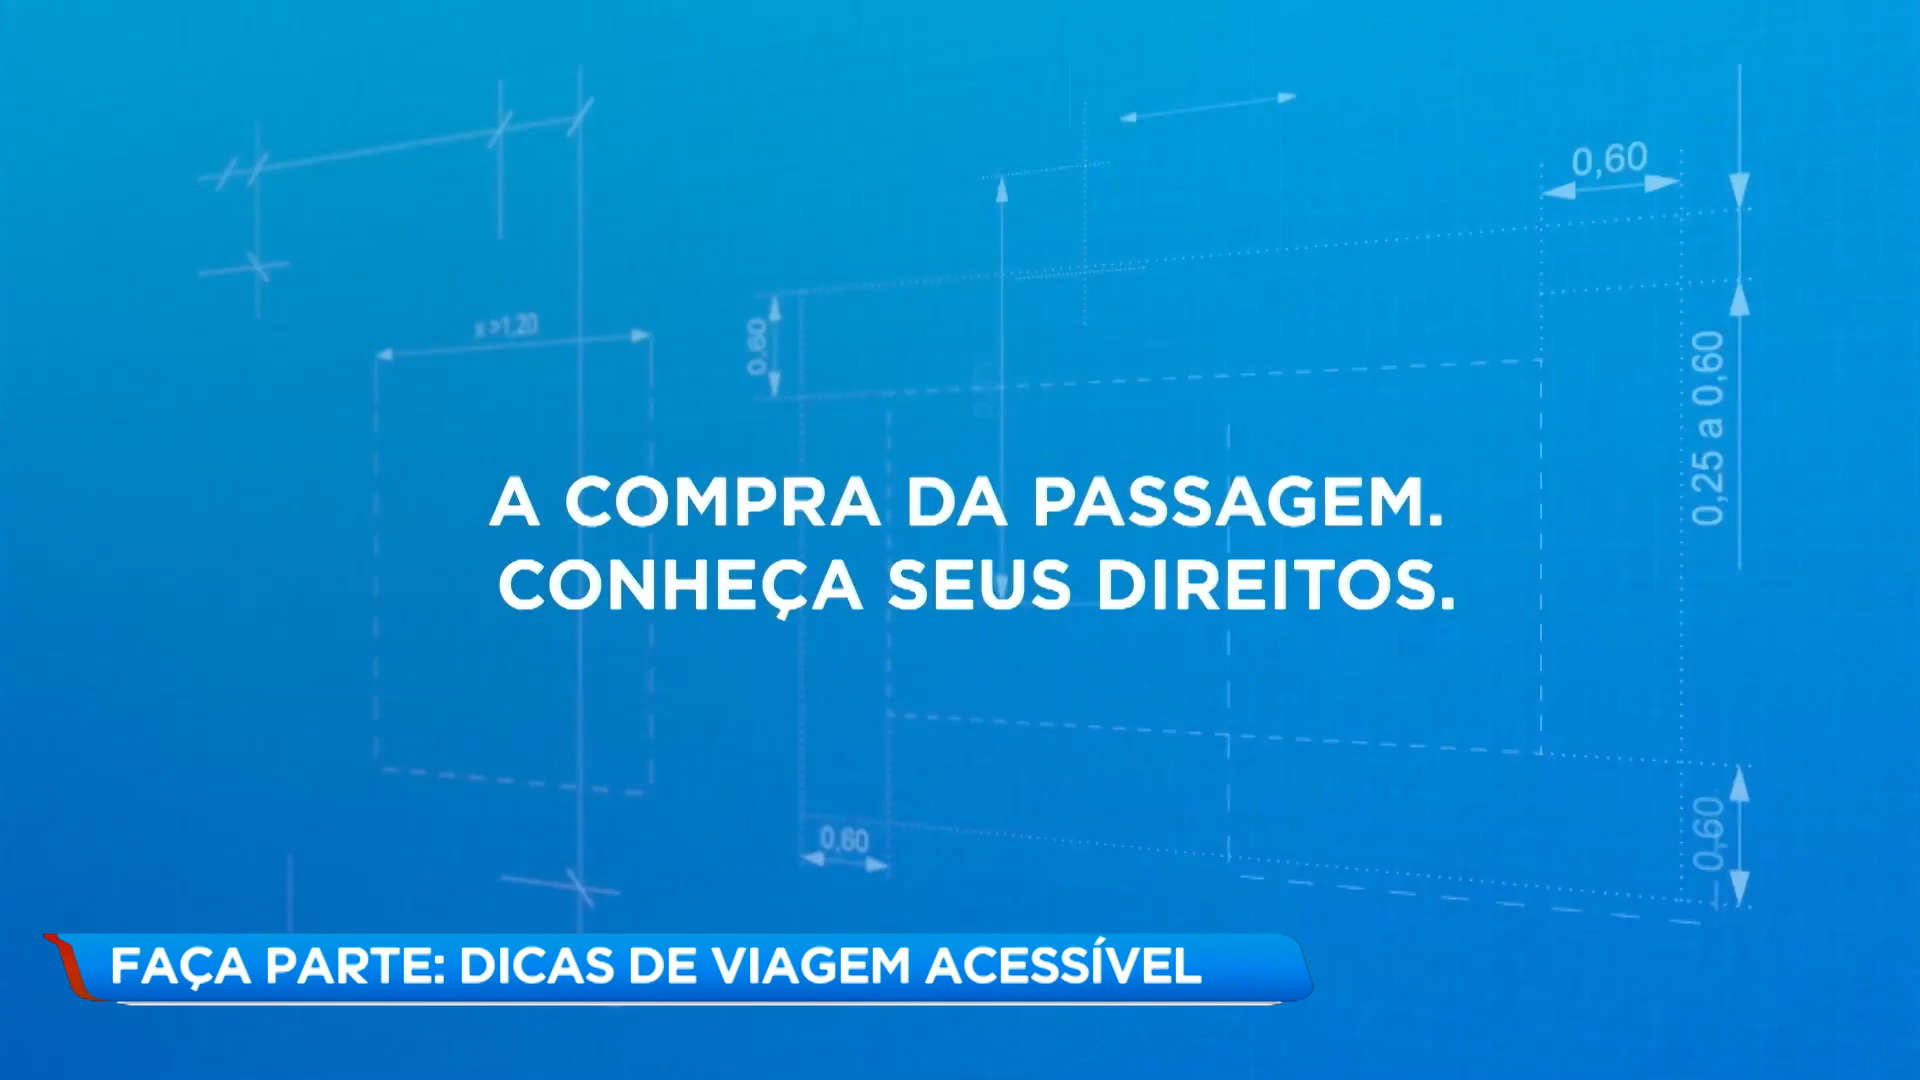 0,60
x >1,20
0,60
0,25 a 0,60
A COMPRA DA PASSAGEM.
CONHEÇA SEUS DIREITOS.
0,60
0,60
FAÇA PARTE: DICAS DE VIAGEM ACESSÍVEL